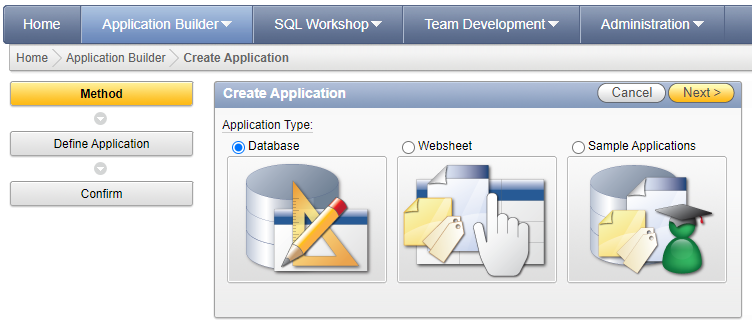 Home Application Builder SQL Workshop Team Development Administration
Home Application Builder Create Application
Method
Define Application
Confirm
Create Application Cancel Next >
Application Type:
Database Websheet Sample Applications